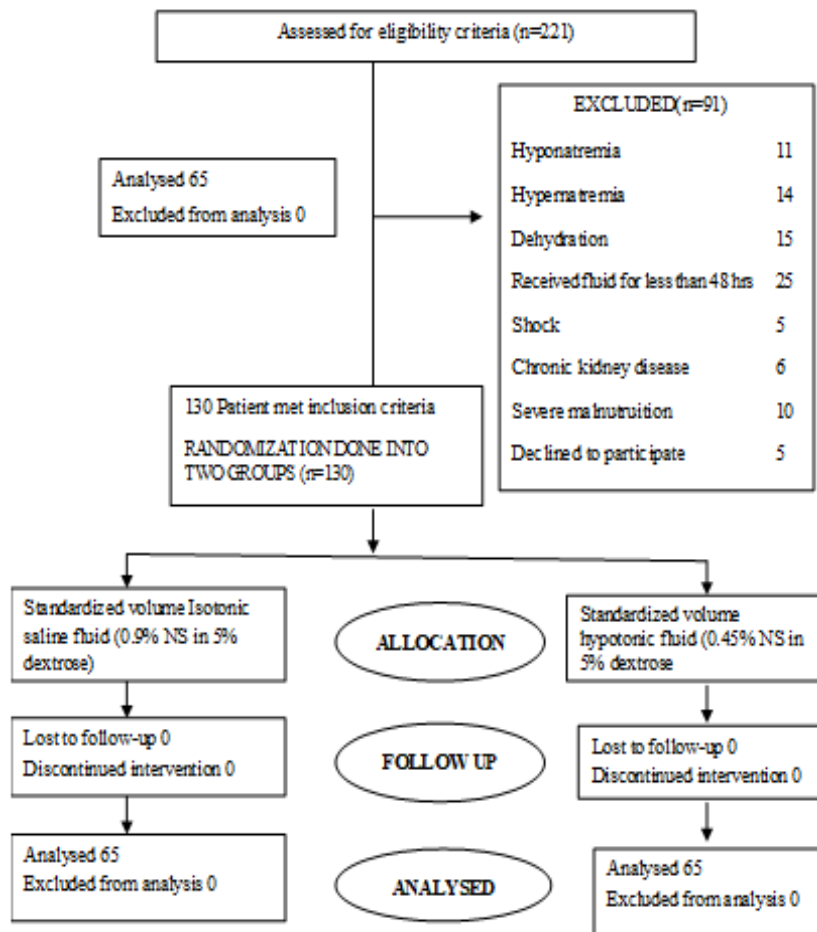 Assessed for eligibility criteria (n=221)
EXCLUDED(n=91)
Hyponatremia 11
Hypernatremia 14
Dehydration 15
Received fluid for less than 48 hrs 25
Shock 5
Chronic kidney disease 6
Severe malnutruition 10
Declined to participate 5
Analysed 65
Excluded from analysis 0
130 Patient met inclusion criteria
RANDOMIZATION DONE INTO
TWO GROUPS (n=130)
Standardized volume Isotonic
saline fluid (0.9% NS in 5%
dextrose)
ALLOCATION
Standardized volume
hypotonic fluid (0.45% NS in
5% dextrose
Lost to follow-up 0
Discontinued intervention 0
FOLLOW UP
Lost to follow-up 0
Discontinued intervention 0
Analysed 65
Excluded from analysis 0
ANALYSED
Analysed 65
Excluded from analysis 0